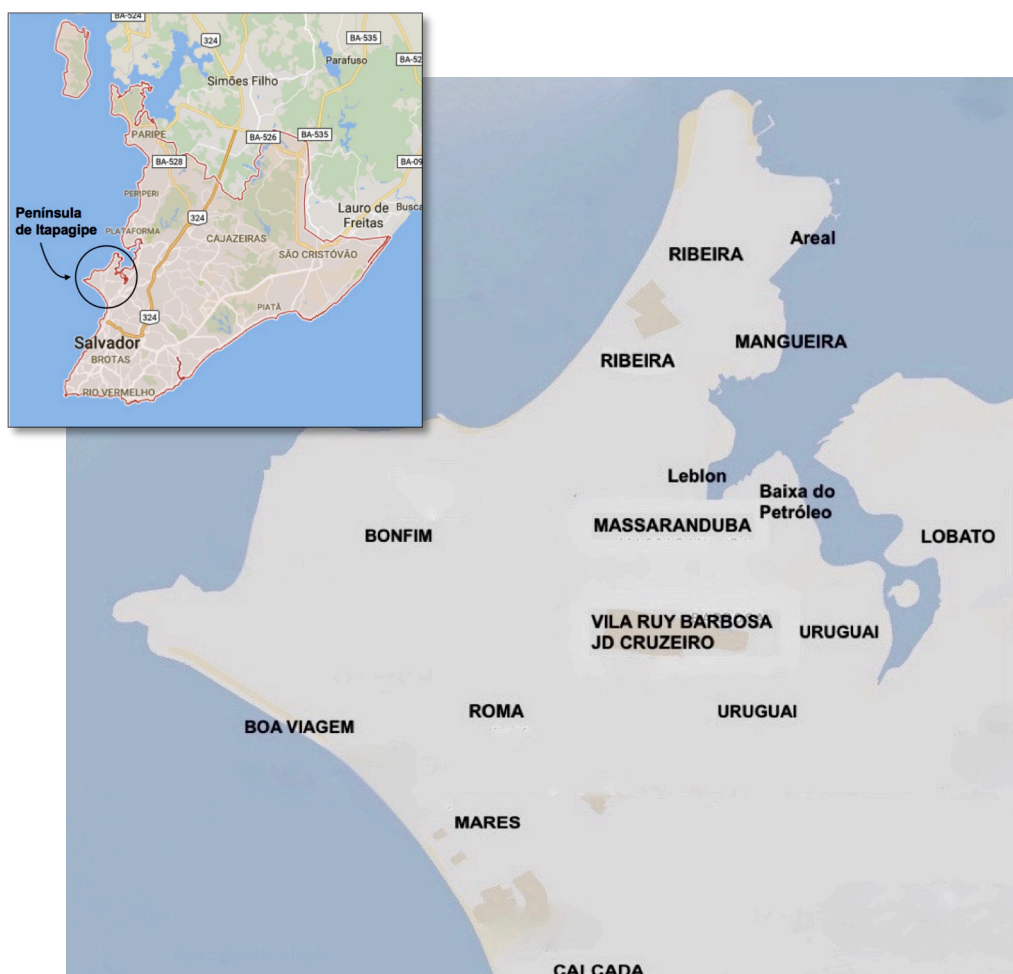 BA-524
324
BA-535
BA-52
Parafuso
Simões Filho
BA-526
BA-535
PARIPE
BA-528
BA-09
PERIPERI
Lauro de
Freitas
Busca
Península
de Itapagipe
324
PLATAFORMA
CAJAZEIRAS
SÃO CRISTÓVÃO
PIATÃ
324
Salvador
BROTAS
RIO VERMELHO
Areal
RIBEIRA
MANGUEIRA
RIBEIRA
Leblon
Baixa do
Petróleo
MASSARANDUBA
BONFIM
LOBATO
VILA RUY BARBOSA
JD CRUZEIRO
URUGUAI
ROMA
URUGUAI
BOA VIAGEM
MARES
CALCADA